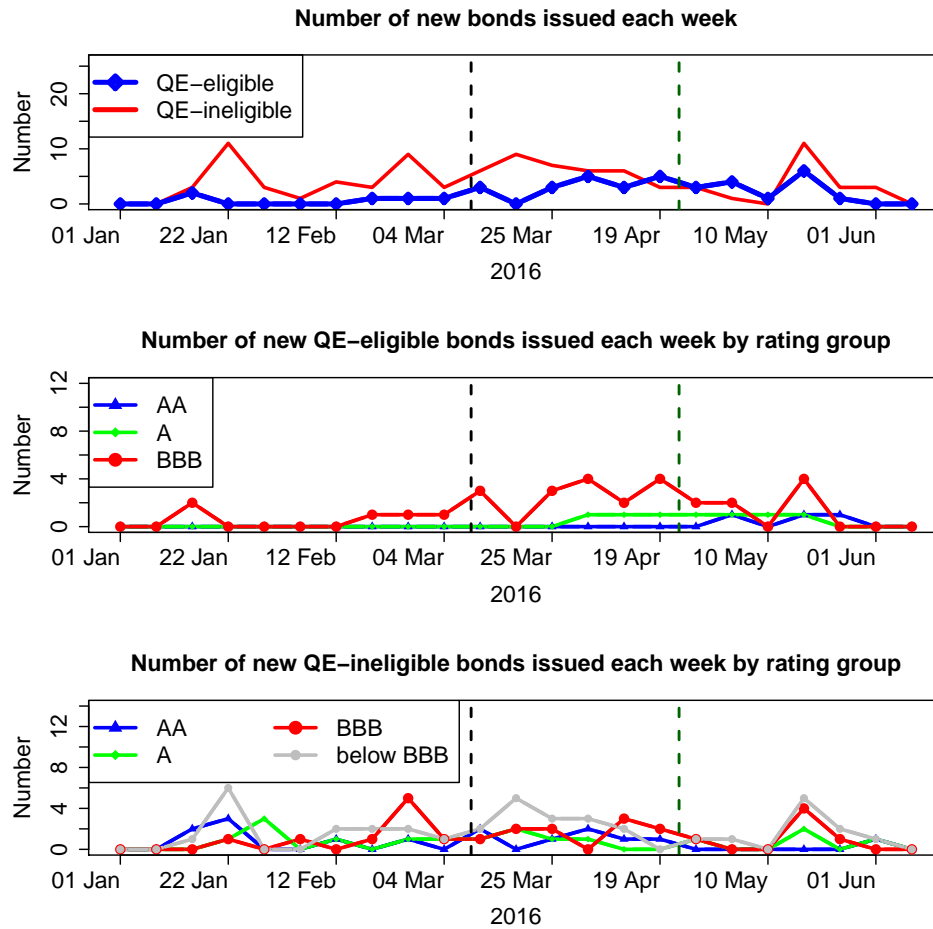 Number of new bonds issued each week
Number
0 10 20
QE−eligible
QE−ineligible
01 Jan 22 Jan 12 Feb 04 Mar 25 Mar 19 Apr 10 May 01 Jun
2016
Number of new QE−eligible bonds issued each week by rating group
Number
0 4 8 12
AA
A
BBB
01 Jan 22 Jan 12 Feb 04 Mar 25 Mar 19 Apr 10 May 01 Jun
2016
Number of new QE−ineligible bonds issued each week by rating group
Number
0 4 8 12
AA BBB
A below BBB
01 Jan 22 Jan 12 Feb 04 Mar 25 Mar 19 Apr 10 May 01 Jun
2016